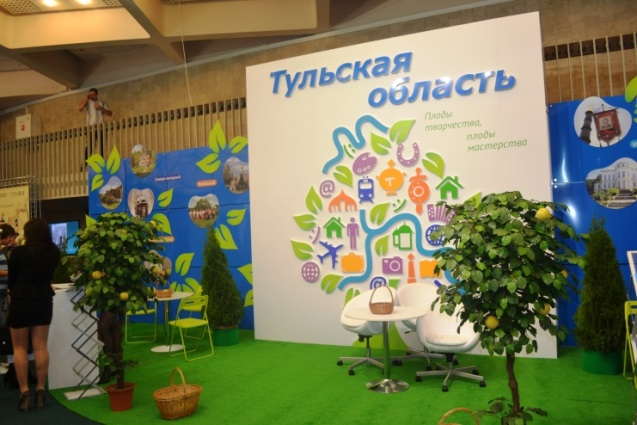 Тульская
область
Плоды
творчества,
плоды
мастерства